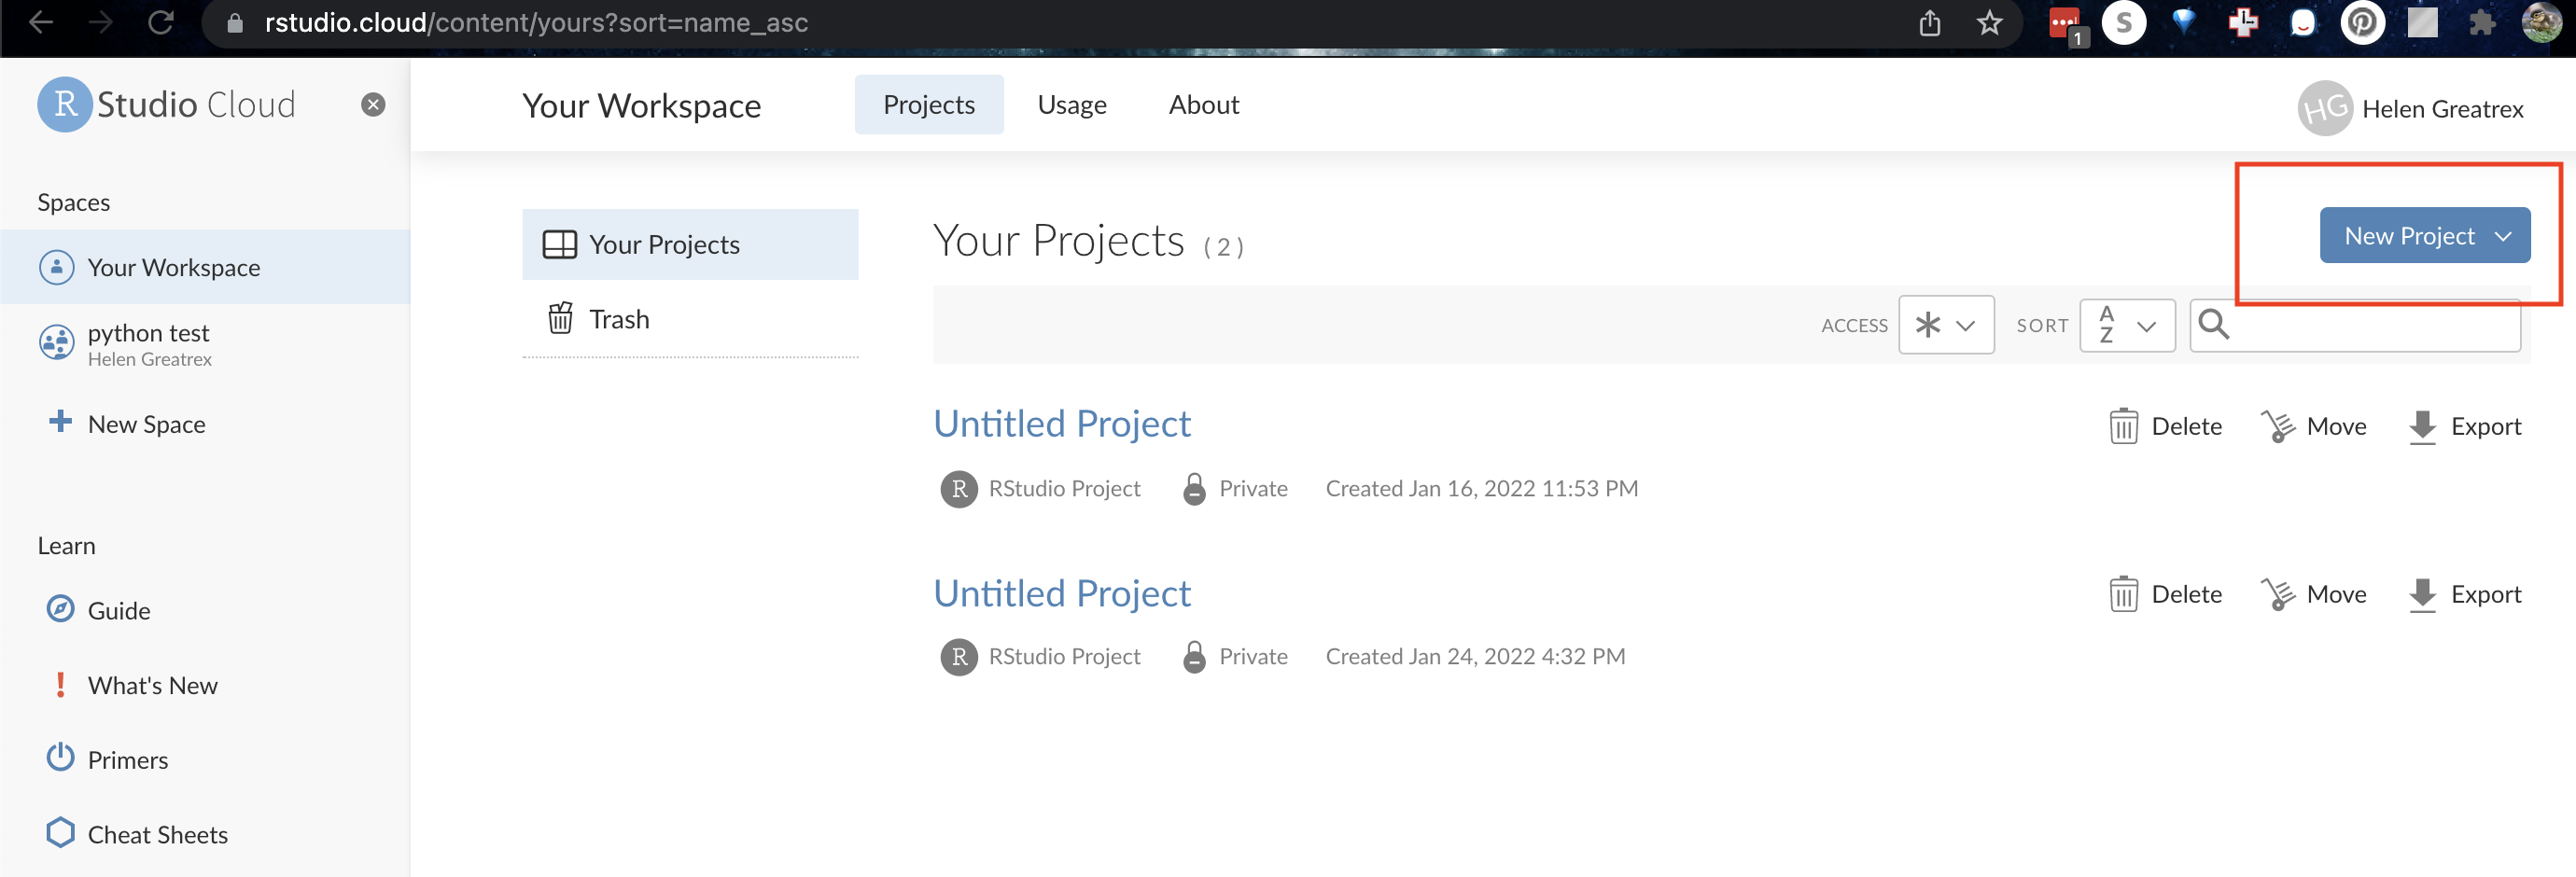 rstudio.cloud/content/yours?sort=name_asc
1
S
R Studio Cloud
Your Workspace
Projects
Usage
About
HG
Helen Greatrex
Spaces
Your Workspace
python test
Helen Greatrex
New Space
Learn
Guide
What's New
Primers
Cheat Sheets
Your Projects
Trash
Your Projects (2)
New Project
ACCESS
SORT
A
Z
Untitled Project
Delete
Move
Export
R RStudio Project
Private
Created Jan 16, 2022 11:53 PM
Untitled Project
Delete
Move
Export
R RStudio Project
Private
Created Jan 24, 2022 4:32 PM